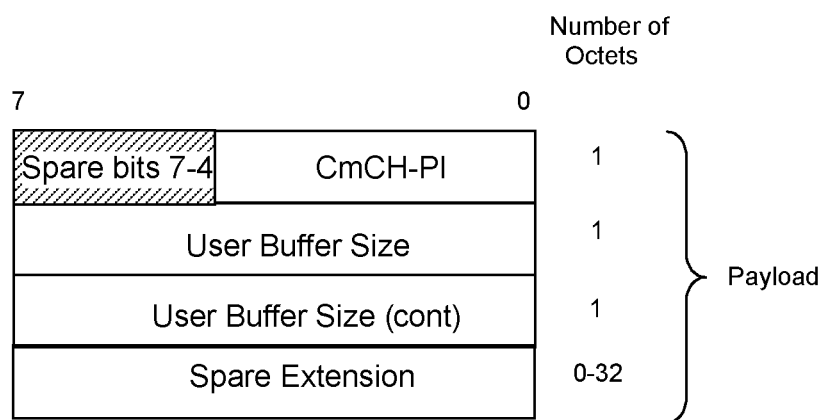 Number of
Octets
7
0
Spare bits 7-4
CmCH-PI
1
User Buffer Size
1
User Buffer Size (cont)
1
Spare Extension
0-32
Payload